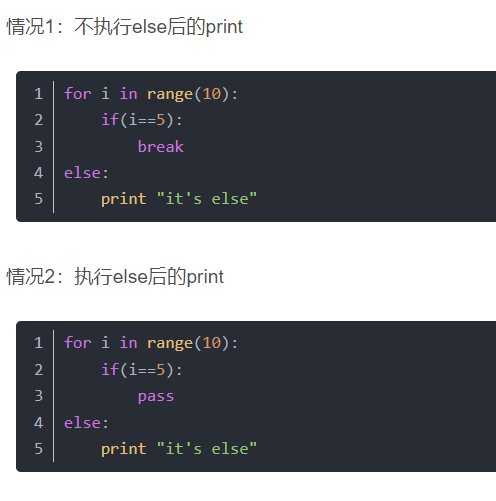 情况1：不执行else后的print
1 for i in range(10):
2     if(i==5):
3         break
4 else:
5     print "it's else"
情况2：执行else后的print
1 for i in range(10):
2     if(i==5):
3         pass
4 else:
5     print "it's else"